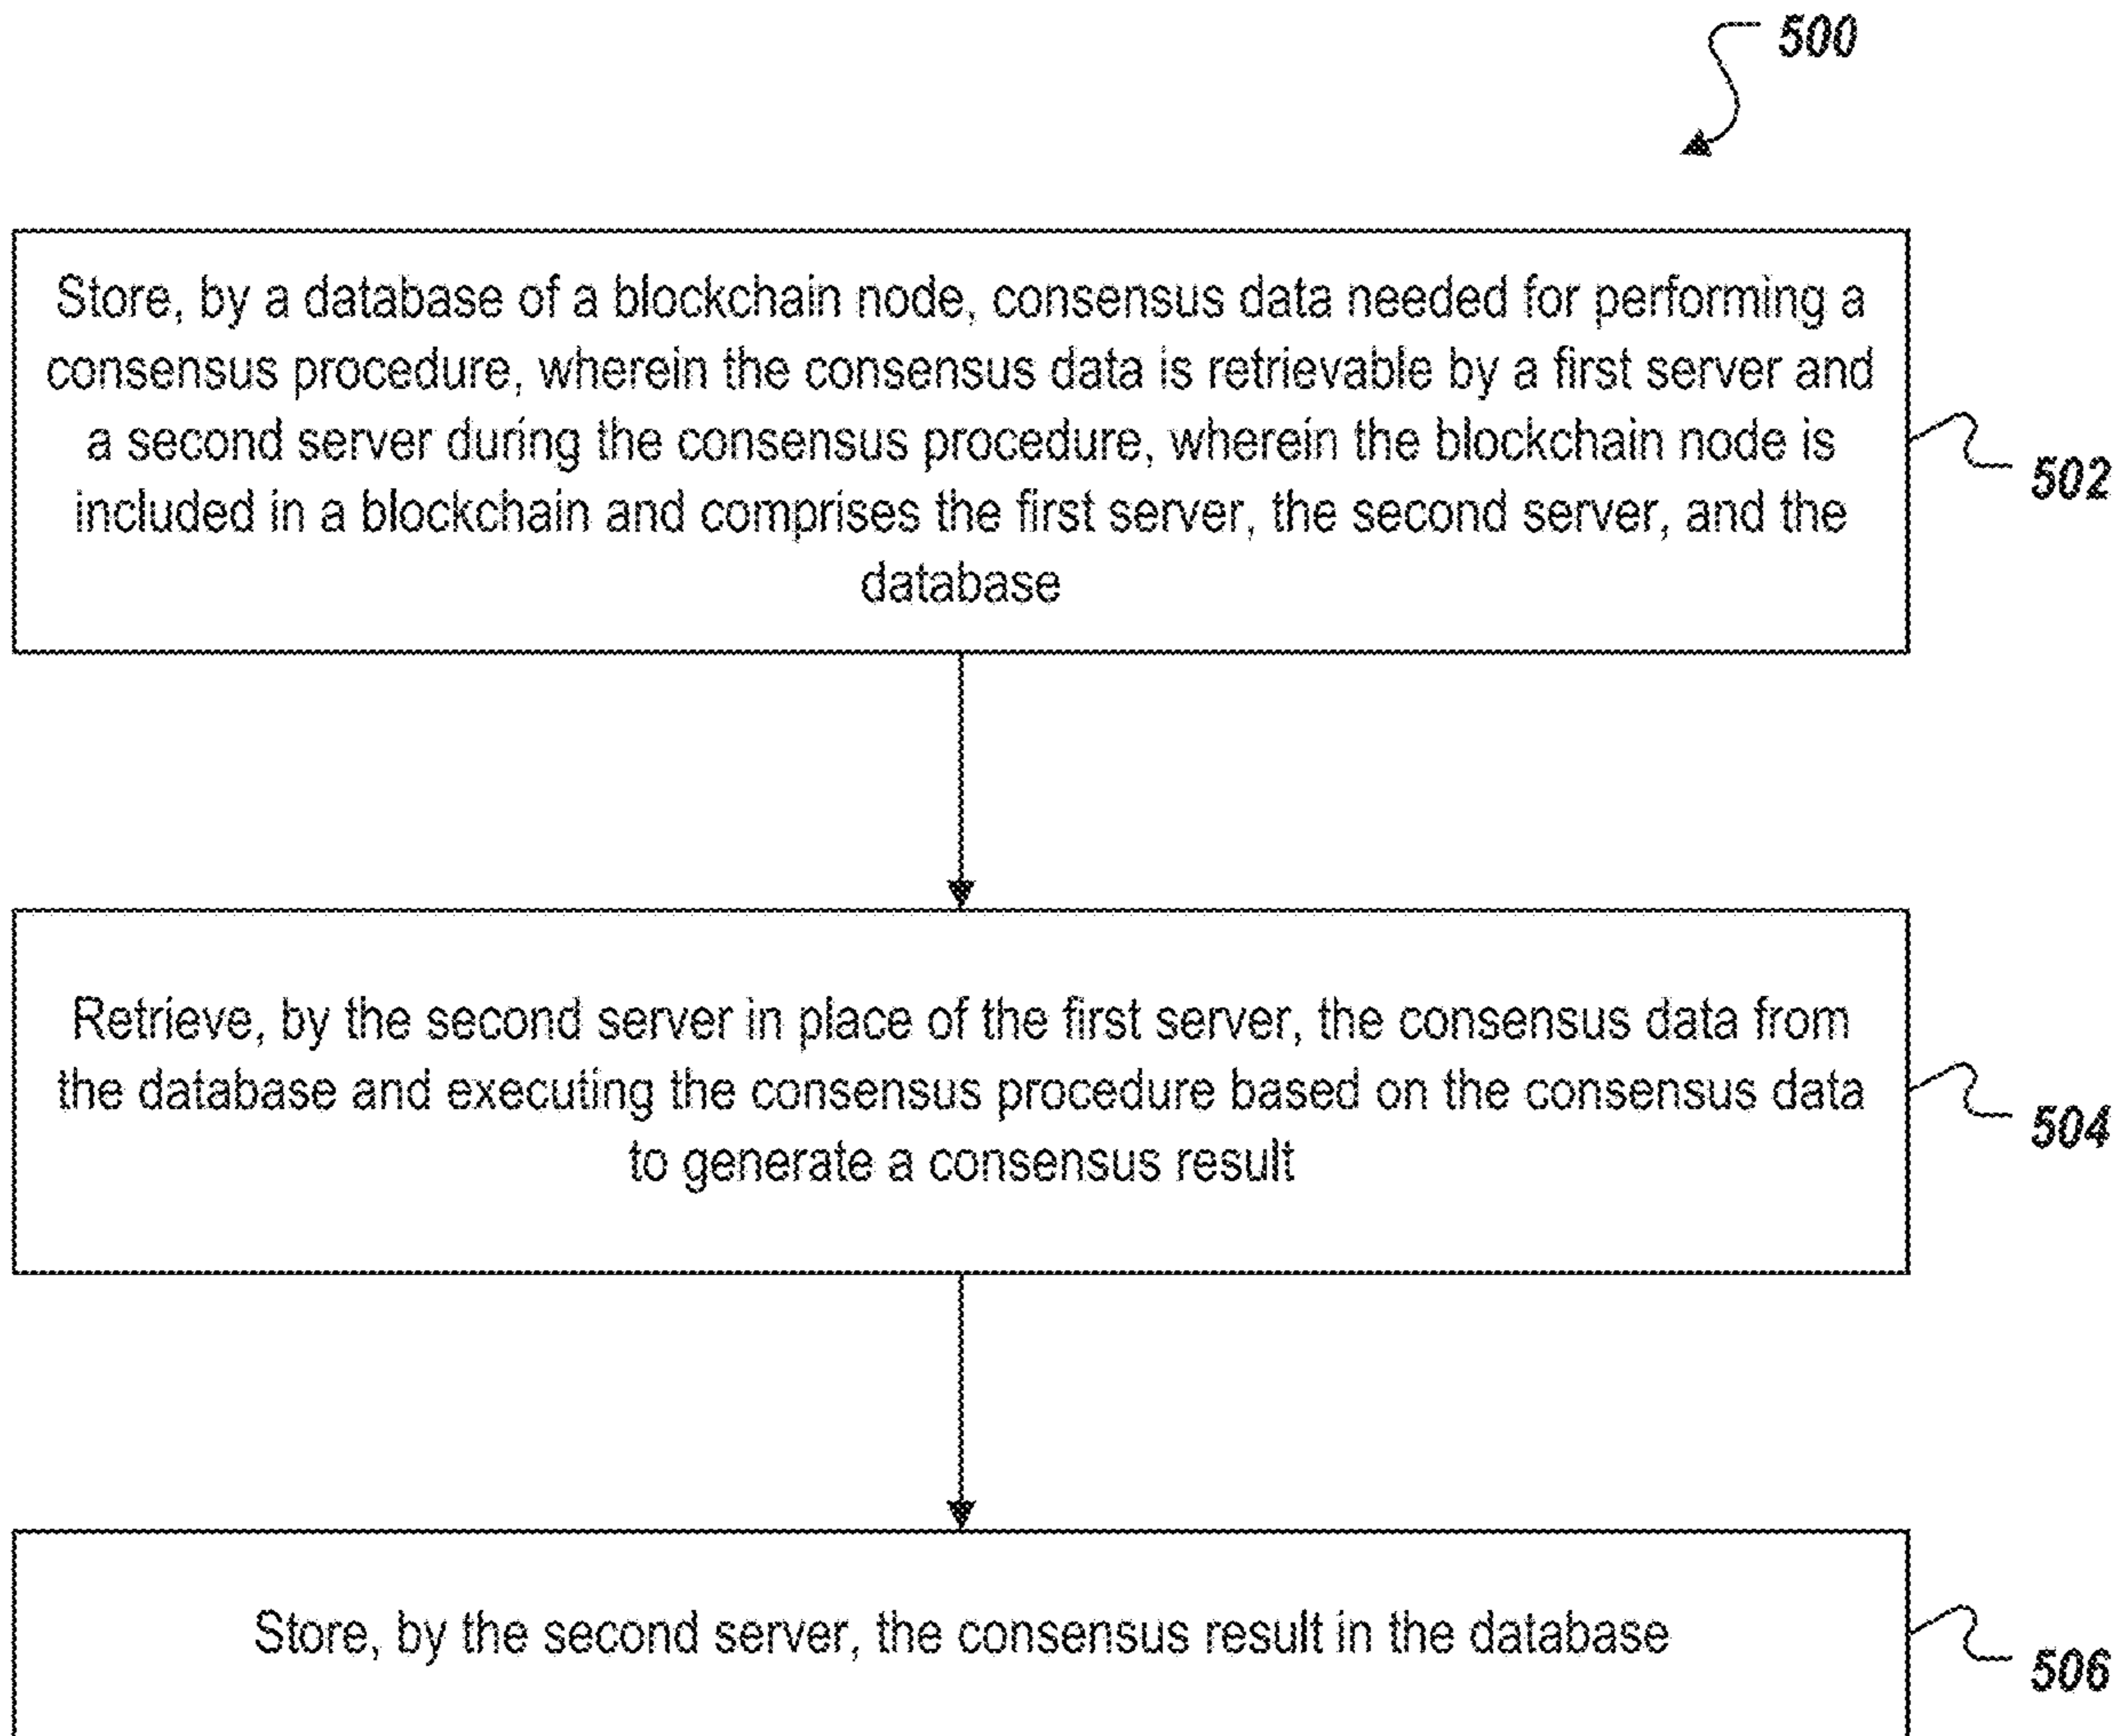 500
Store, by a database of a blockchain node, consensus data needed for performing a
consensus procedure, wherein the consensus data is retrievable by a first server and
a second server during the consensus procedure, wherein the blockchain node is
included in a blockchain and comprises the first server, the second server, and the
database
502
Retrieve, by the second server in place of the first server, the consensus data from
the database and executing the consensus procedure based on the consensus data
to generate a consensus result
504
Store, by the second server, the consensus result in the database
506